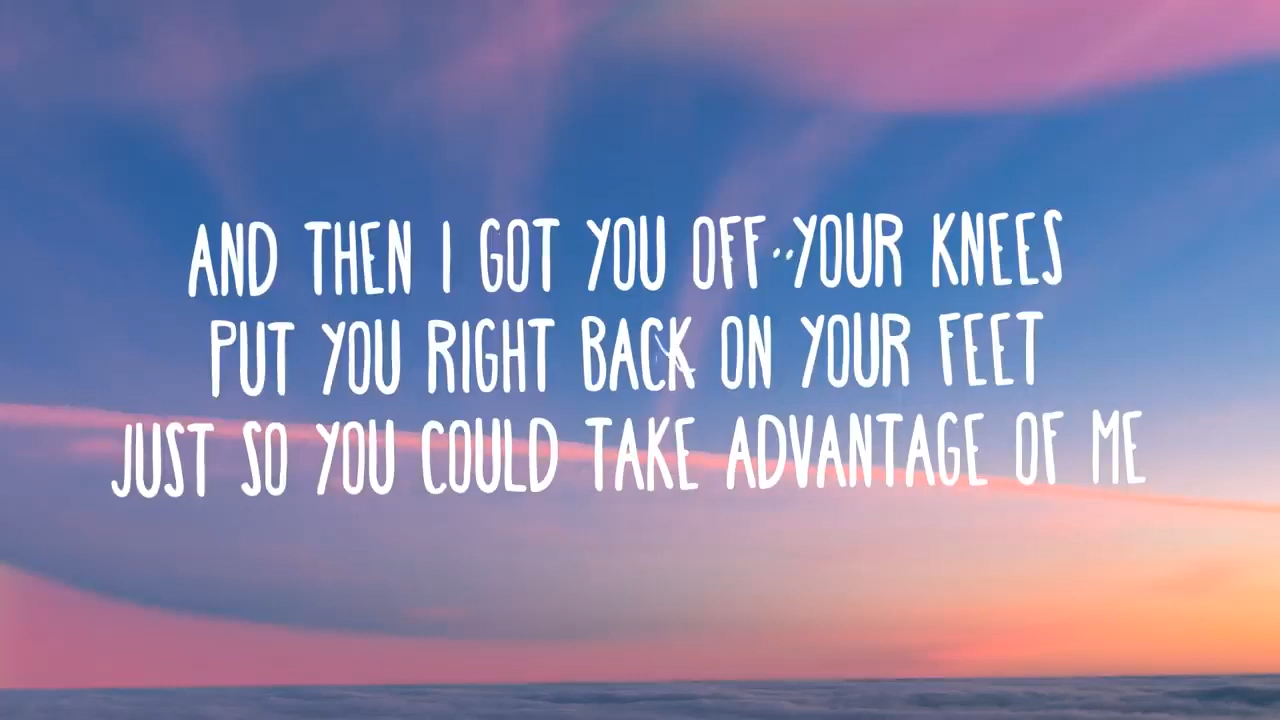 AND THEN I GOT YOU OFF YOUR KNEES
PUT YOU RIGHT BACK ON YOUR FEET
JUST SO YOU COULD TAKE ADVANTAGE OF ME